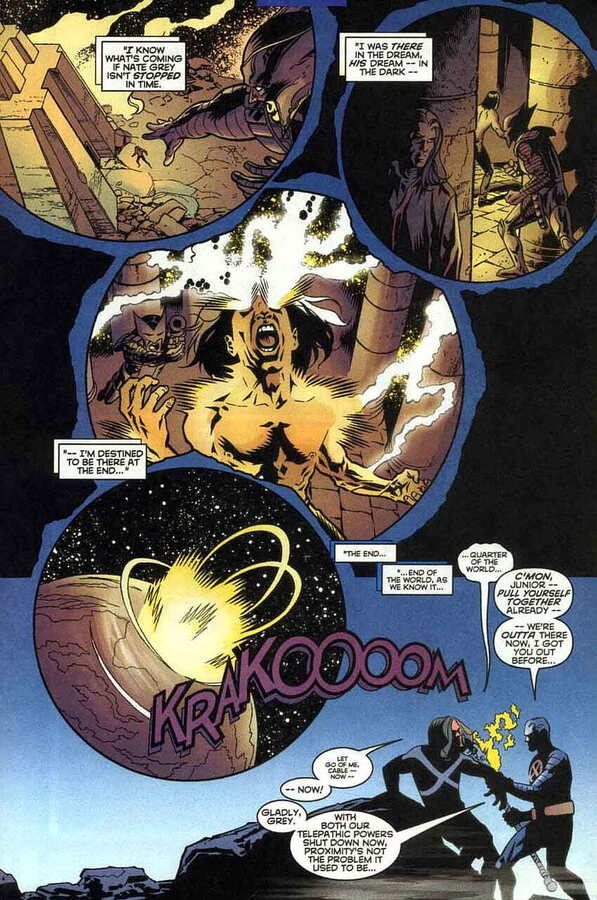 "I KNOW
WHAT'S COMING
IF NATE GREY
ISN'T STOPPED
IN TIME.
"I WAS THERE
IN THE DREAM,
HIS DREAM -- IN
THE DARK --
"-- I'M DESTINED
TO BE THERE AT
THE END..."
"THE END...
"...END OF
THE WORLD, AS
WE KNOW IT...
KRAKOOOOM
...QUARTER
OF THE
WORLD...
C'MON,
JUNIOR --
PULL YOURSELF
TOGETHER
ALREADY --
-- WE'RE
OUTTA THERE
NOW, I GOT
YOU OUT
BEFORE...
LET
GO OF ME,
CABLE --
NOW --
-- NOW!
GLADLY,
GREY.
WITH
BOTH OUR
TELEPATHIC POWERS
SHUT DOWN NOW,
PROXIMITY'S NOT
THE PROBLEM IT
USED TO BE...